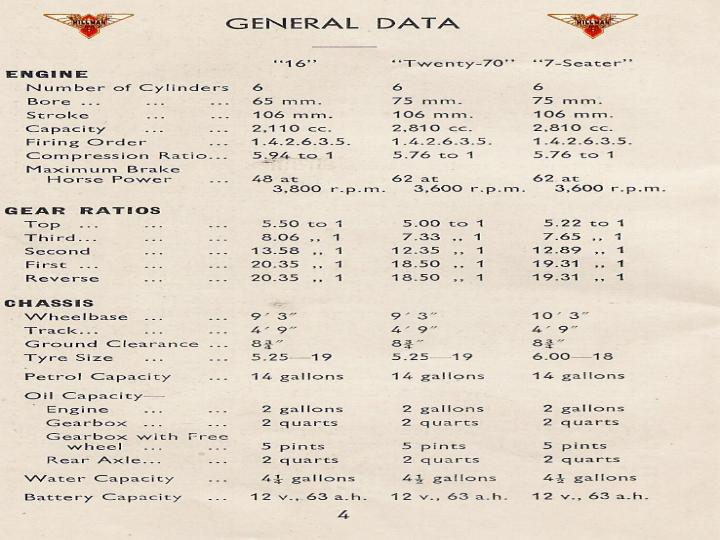 HILLMAN GENERAL DATA HILLMAN
"16" "Twenty-70" "7-Seater"
ENGINE
Number of Cylinders 6 6 6
Bore ... ... ... 65 mm. 75 mm. 75 mm.
Stroke ... ... 106 mm. 106 mm. 106 mm.
Capacity ... ... 2,110 cc. 2,810 cc. 2,810 cc.
Firing Order ... 1.4.2.6.3.5. 1.4.2.6.3.5. 1.4.2.6.3.5.
Compression Ratio... 5.94 to 1 5.76 to 1 5.76 to 1
Maximum Brake
Horse Power ... 48 at 62 at 62 at
3,800 r.p.m. 3,600 r.p.m. 3,600 r.p.m.
GEAR RATIOS
Top ... ... ... 5.50 to 1 5.00 to 1 5.22 to 1
Third... ... ... 8.06 ,, 1 7.33 ,, 1 7.65 ,, 1
Second ... ... 13.58 ,, 1 12.35 ,, 1 12.89 ,, 1
First ... ... ... 20.35 ,, 1 18.50 ,, 1 19.31 ,, 1
Reverse ... ... 20.35 ,, 1 18.50 ,, 1 19.31 ,, 1
CHASSIS
Wheelbase ... ... 9′ 3″ 9′ 3″ 10′ 3″
Track... ... ... 4′ 9″ 4′ 9″ 4′ 9″
Ground Clearance ... 8¾″ 8¾″ 8¾″
Tyre Size ... ... 5.25—19 5.25—19 6.00—18
Petrol Capacity ... 14 gallons 14 gallons 14 gallons
Oil Capacity—
Engine ... ... 2 gallons 2 gallons 2 gallons
Gearbox ... ... 2 quarts 2 quarts 2 quarts
Gearbox with Free
wheel ... ... 5 pints 5 pints 5 pints
Rear Axle... ... 2 quarts 2 quarts 2 quarts
Water Capacity ... 4¼ gallons 4½ gallons 4½ gallons
Battery Capacity ... 12 v., 63 a.h. 12 v., 63 a.h. 12 v., 63 a.h.
4